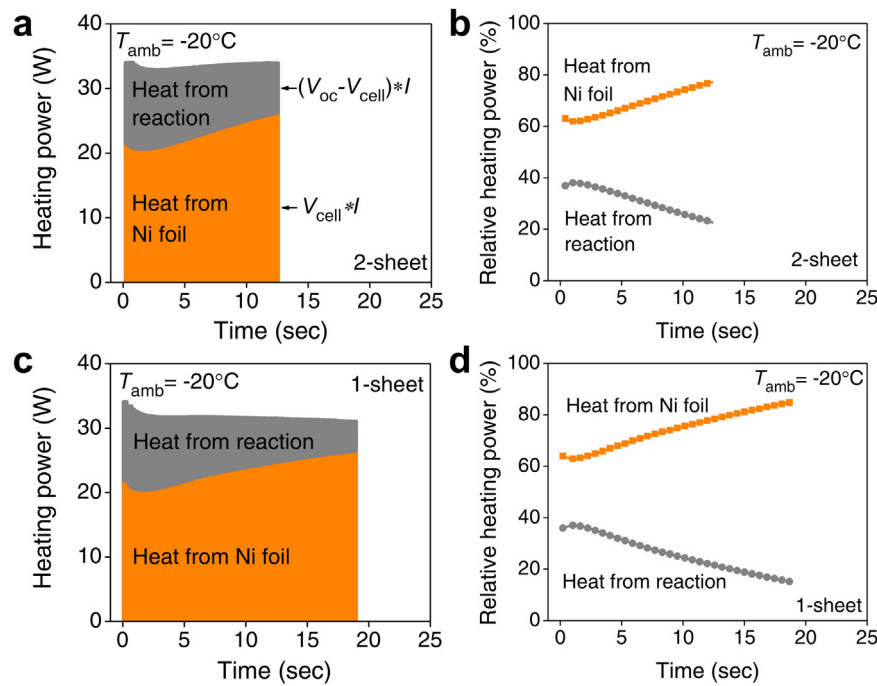 a
T_amb= -20°C
Heating power (W)
40
30
20
10
0
Heat from
reaction
(V_oc-V_cell)*I
Heat from
Ni foil
V_cell*I
2-sheet
0 5 10 15 20 25
Time (sec)
b
T_amb= -20°C
Relative heating power (%)
100
80
60
40
20
0
Heat from
Ni foil
Heat from
reaction
2-sheet
0 5 10 15 20 25
Time (sec)
c
T_amb= -20°C
1-sheet
Heating power (W)
40
30
20
10
0
Heat from reaction
Heat from Ni foil
0 5 10 15 20 25
Time (sec)
d
T_amb= -20°C
Relative heating power (%)
100
80
60
40
20
0
Heat from Ni foil
Heat from reaction
1-sheet
0 5 10 15 20 25
Time (sec)